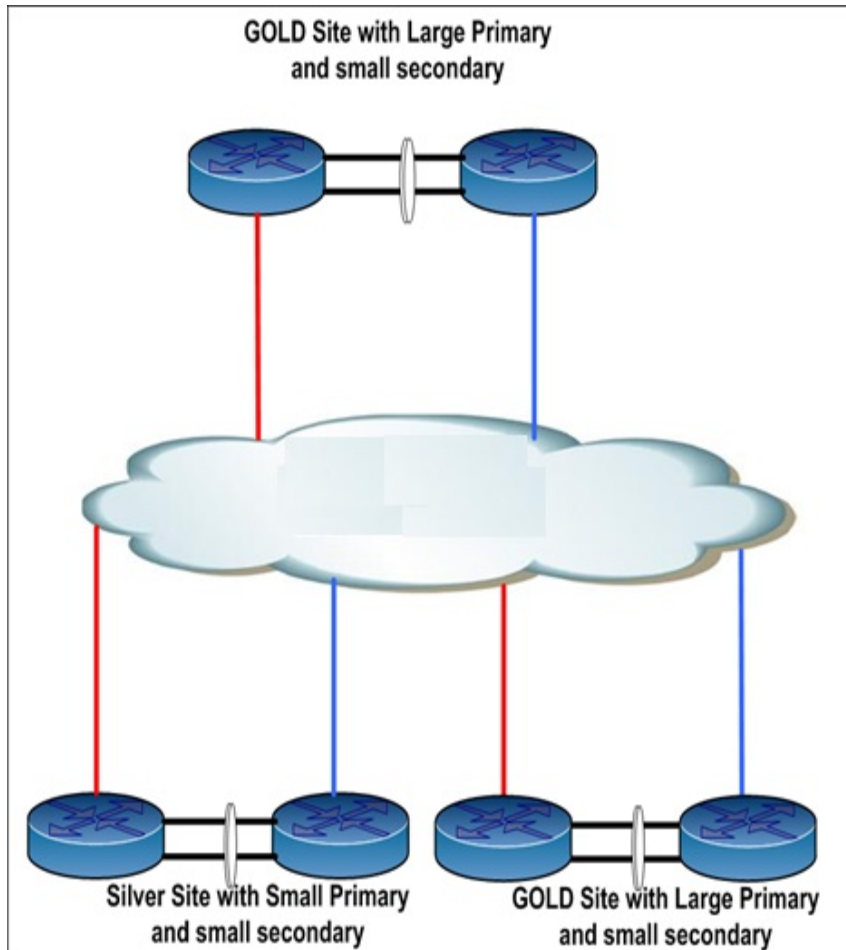 GOLD Site with Large Primary
and small secondary
Silver Site with Small Primary
and small secondary
GOLD Site with Large Primary
and small secondary